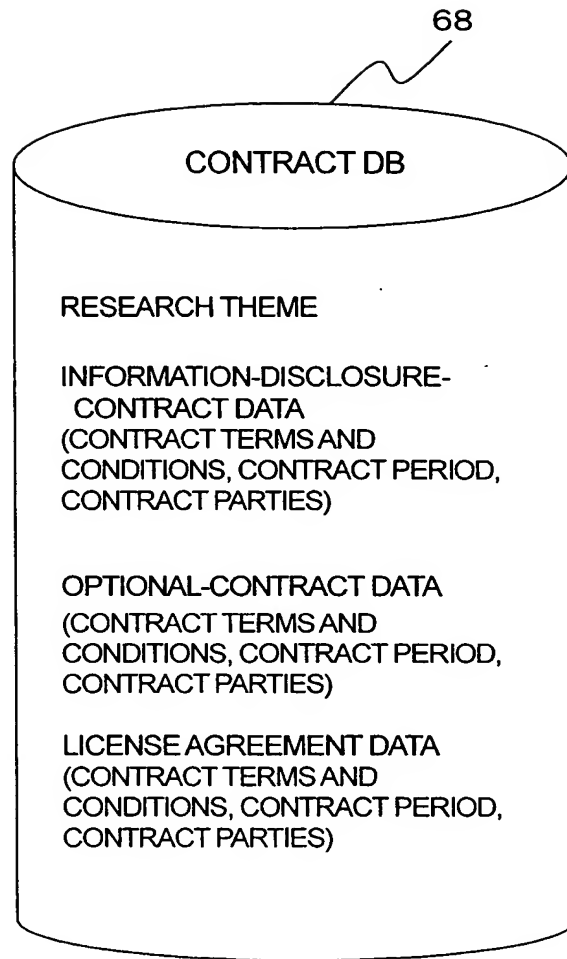 68
CONTRACT DB
RESEARCH THEME
INFORMATION-DISCLOSURE-
CONTRACT DATA
(CONTRACT TERMS AND
CONDITIONS, CONTRACT PERIOD,
CONTRACT PARTIES)
OPTIONAL-CONTRACT DATA
(CONTRACT TERMS AND
CONDITIONS, CONTRACT PERIOD,
CONTRACT PARTIES)
LICENSE AGREEMENT DATA
(CONTRACT TERMS AND
CONDITIONS, CONTRACT PERIOD,
CONTRACT PARTIES)